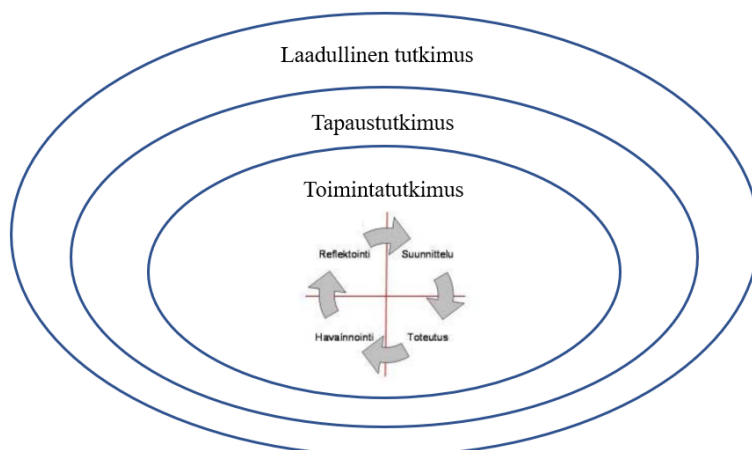 Laadullinen tutkimus
Tapaustutkimus
Toimintatutkimus
Reflektointi Suunnittelu
Havainnointi Toteutus